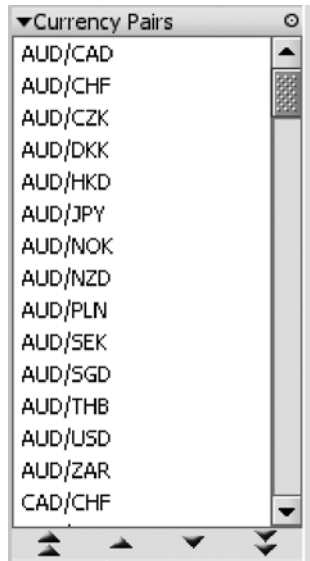 Currency Pairs
AUD/CAD
AUD/CHF
AUD/CZK
AUD/DKK
AUD/HKD
AUD/JPY
AUD/NOK
AUD/NZD
AUD/PLN
AUD/SEK
AUD/SGD
AUD/THB
AUD/USD
AUD/ZAR
CAD/CHF